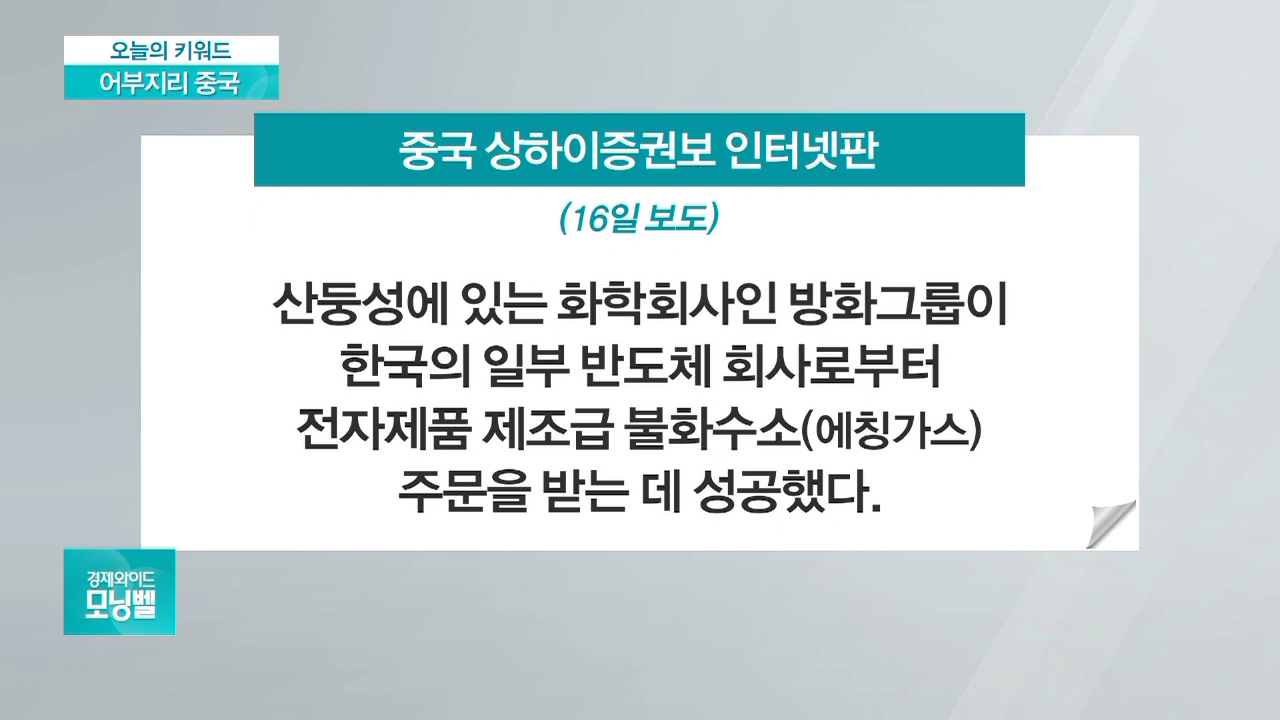 오늘의 키워드
어부지리 중국
중국 상하이증권보 인터넷판
(16일 보도)
산둥성에 있는 화학회사인 방화그룹이
한국의 일부 반도체 회사로부터
전자제품 제조급 불화수소(에칭가스)
주문을 받는 데 성공했다.
경제와이드
모닝벨